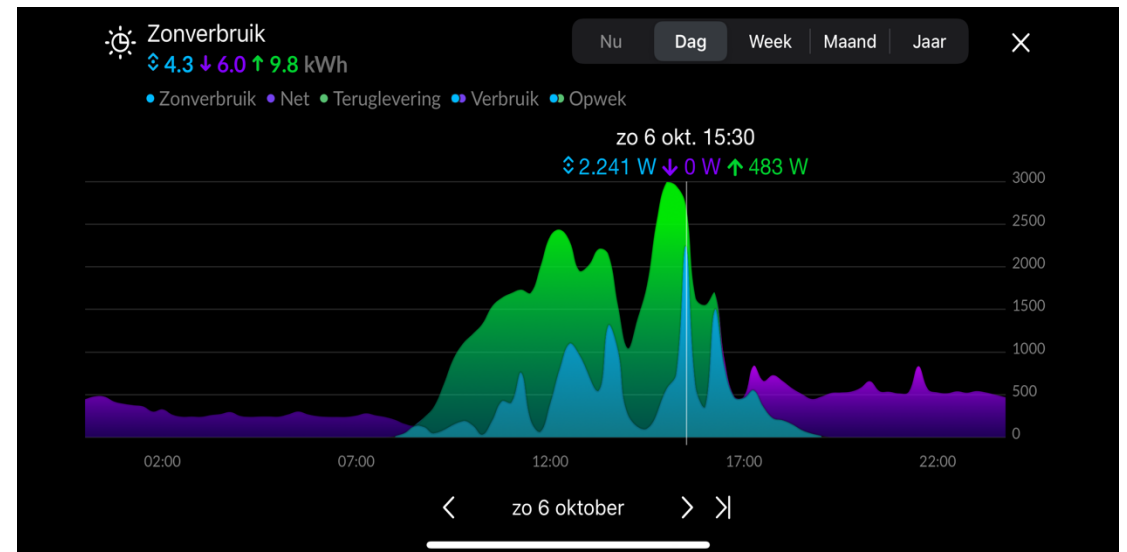 Zonverbruik
4.3 ↓ 6.0 ↑ 9.8 kWh
Nu Dag Week Maand Jaar
Zonverbruik Net Teruglevering Verbruik Opwek
zo 6 okt. 15:30
2.241 W ↓ 0 W ↑ 483 W
3000
2500
2000
1500
1000
500
0
02:00 07:00 12:00 17:00 22:00
zo 6 oktober